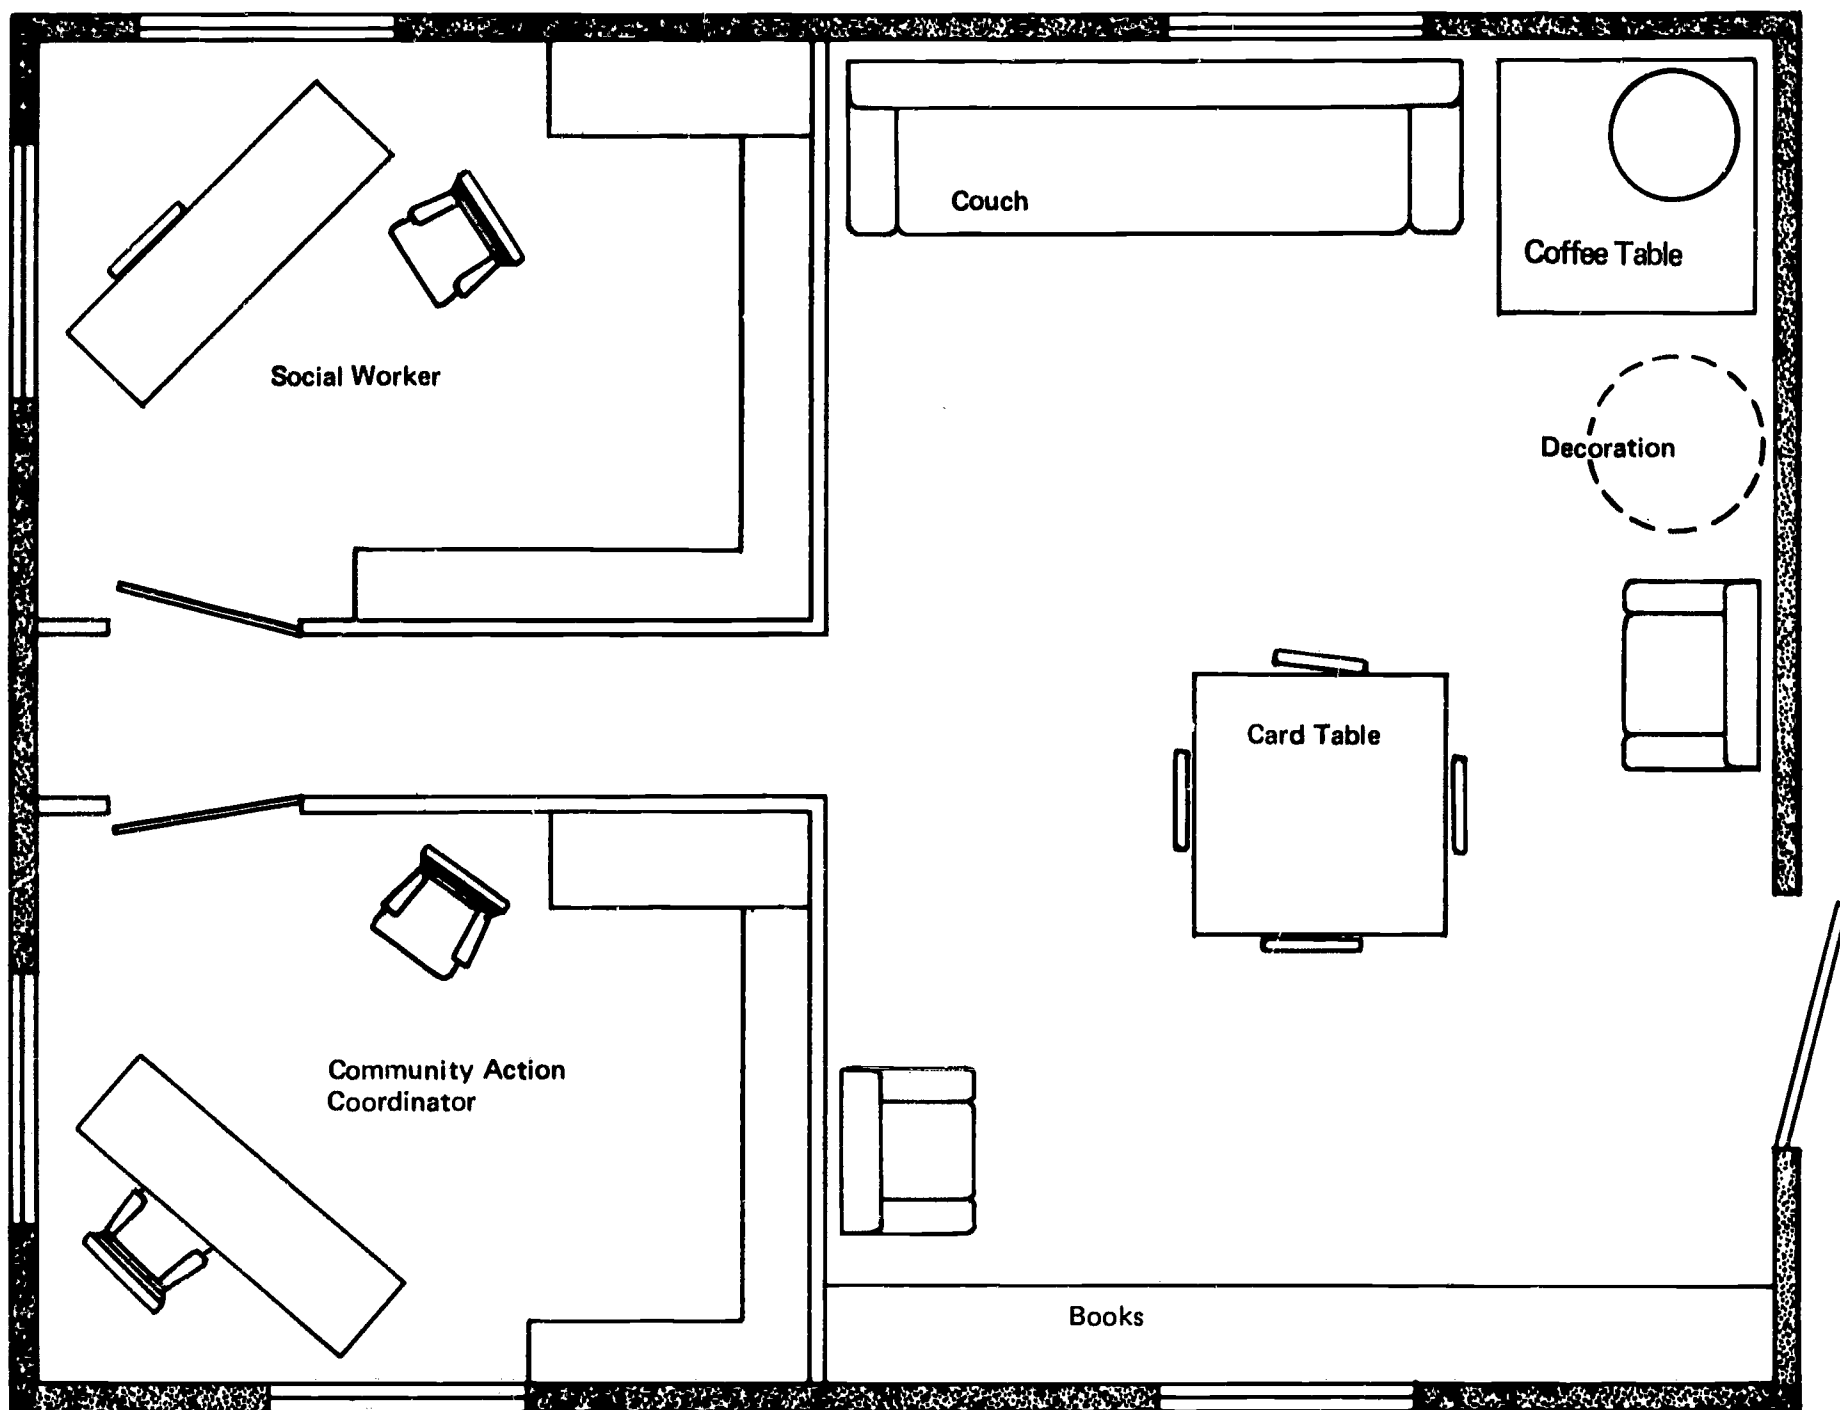 Couch
Coffee Table
Social Worker
Decoration
Card Table
Community Action
Coordinator
Books